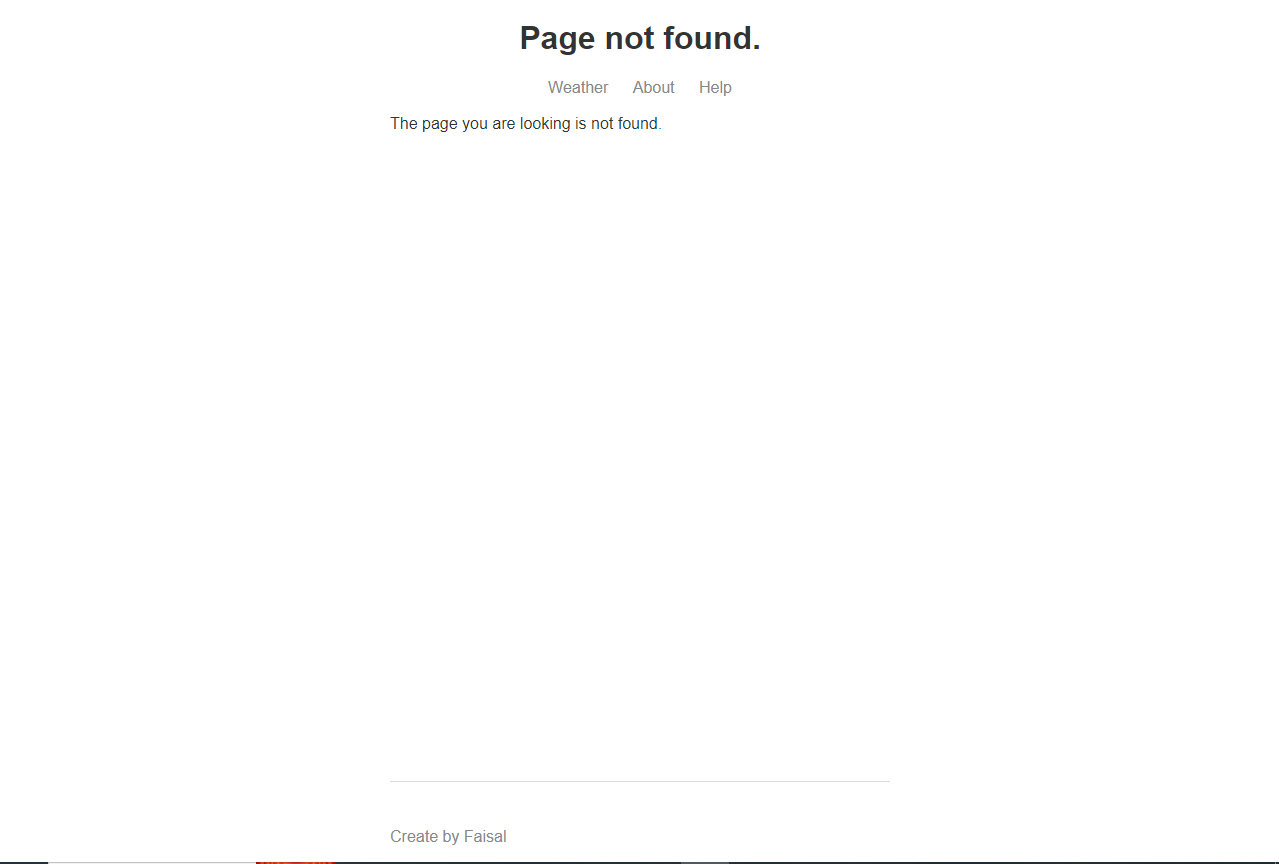 Page not found.
Weather About Help
The page you are looking is not found.
Create by Faisal